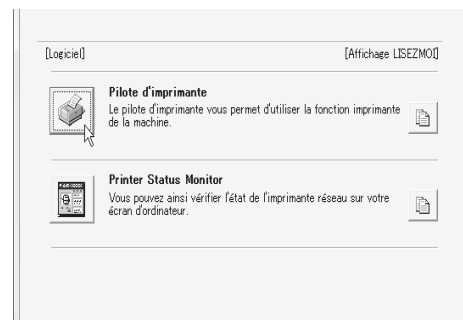 [Logiciel] [Affichage LISEZMOI]
Pilote d'imprimante
Le pilote d'imprimante vous permet d'utiliser la fonction imprimante
de la machine.
Printer Status Monitor
Vous pouvez ainsi vérifier l'état de l'imprimante réseau sur votre
écran d'ordinateur.